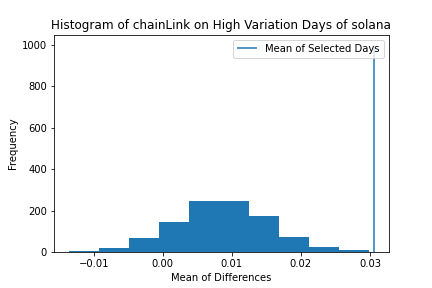 Histogram of chainLink on High Variation Days of solana
Mean of Selected Days
Frequency
1000
800
600
400
200
0
−0.01
0.00
0.01
0.02
0.03
Mean of Differences